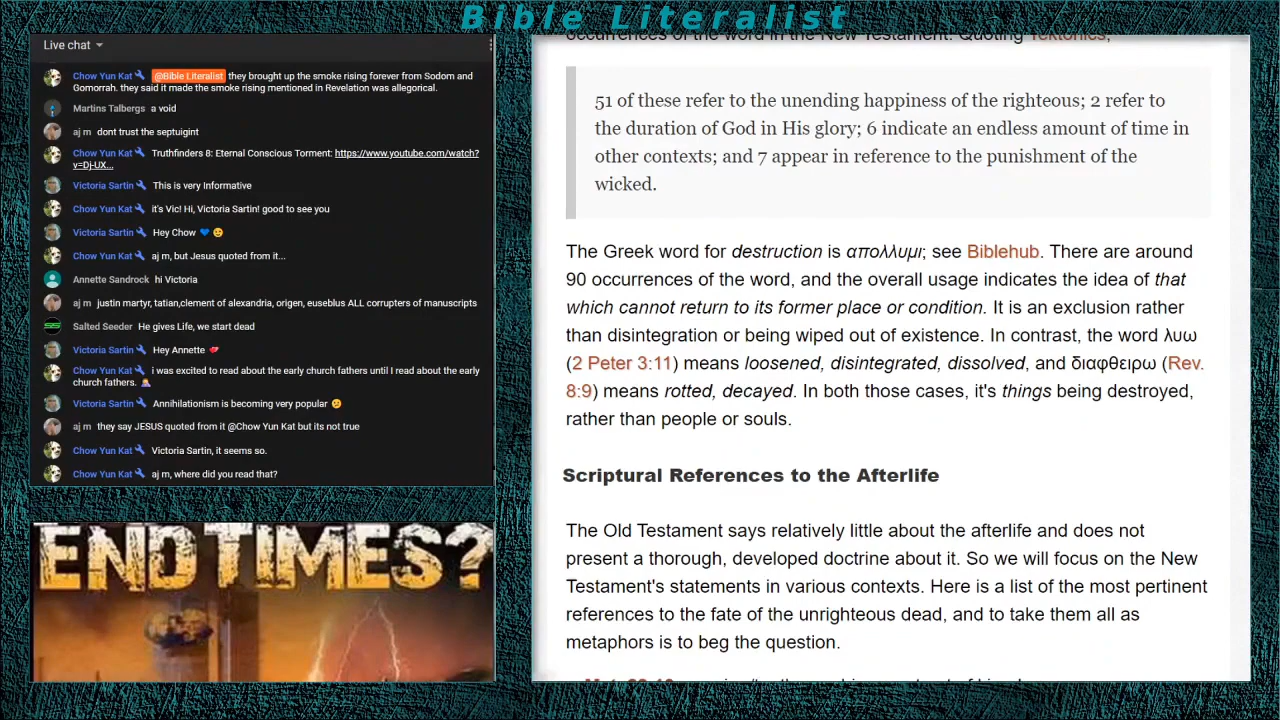 Bible Literalist
Live chat
Chow Yun Kat @Bible Literalist they brought up the smoke rising forever from Sodom and
Gomorrah. they said it made the smoke rising mentioned in Revelation was allegorical.
Martins Talbergs a void
aj m dont trust the septuigint
Chow Yun Kat Truthfinders 8: Eternal Conscious Torment: https://www.youtube.com/watch?
v=Dj-UX...
Victoria Sartin This is very Informative
Chow Yun Kat it's Vic! Hi, Victoria Sartin! good to see you
Victoria Sartin Hey Chow 💙 🙂
Chow Yun Kat aj m, but Jesus quoted from it...
Annette Sandrock hi Victoria
aj m justin martyr, tatian,clement of alexandria, origen, euseblus ALL corrupters of manuscripts
Salted Seeder He gives Life, we start dead
Victoria Sartin Hey Annette
Chow Yun Kat i was excited to read about the early church fathers until I read about the early
church fathers.
Victoria Sartin Annihilationism is becoming very popular
aj m they say JESUS quoted from it @Chow Yun Kat but its not true
Chow Yun Kat Victoria Sartin, it seems so.
Chow Yun Kat aj m, where did you read that?
END TIMES?
occurrences of the word in the New Testament. Quoting Tektonics,
51 of these refer to the unending happiness of the righteous; 2 refer to
the duration of God in His glory; 6 indicate an endless amount of time in
other contexts; and 7 appear in reference to the punishment of the
wicked.
The Greek word for destruction is απολλυμι; see Biblehub. There are around
90 occurrences of the word, and the overall usage indicates the idea of that
which cannot return to its former place or condition. It is an exclusion rather
than disintegration or being wiped out of existence. In contrast, the word λυω
(2 Peter 3:11) means loosened, disintegrated, dissolved, and διαφθειρω (Rev.
8:9) means rotted, decayed. In both those cases, it's things being destroyed,
rather than people or souls.
Scriptural References to the Afterlife
The Old Testament says relatively little about the afterlife and does not
present a thorough, developed doctrine about it. So we will focus on the New
Testament's statements in various contexts. Here is a list of the most pertinent
references to the fate of the unrighteous dead, and to take them all as
metaphors is to beg the question.